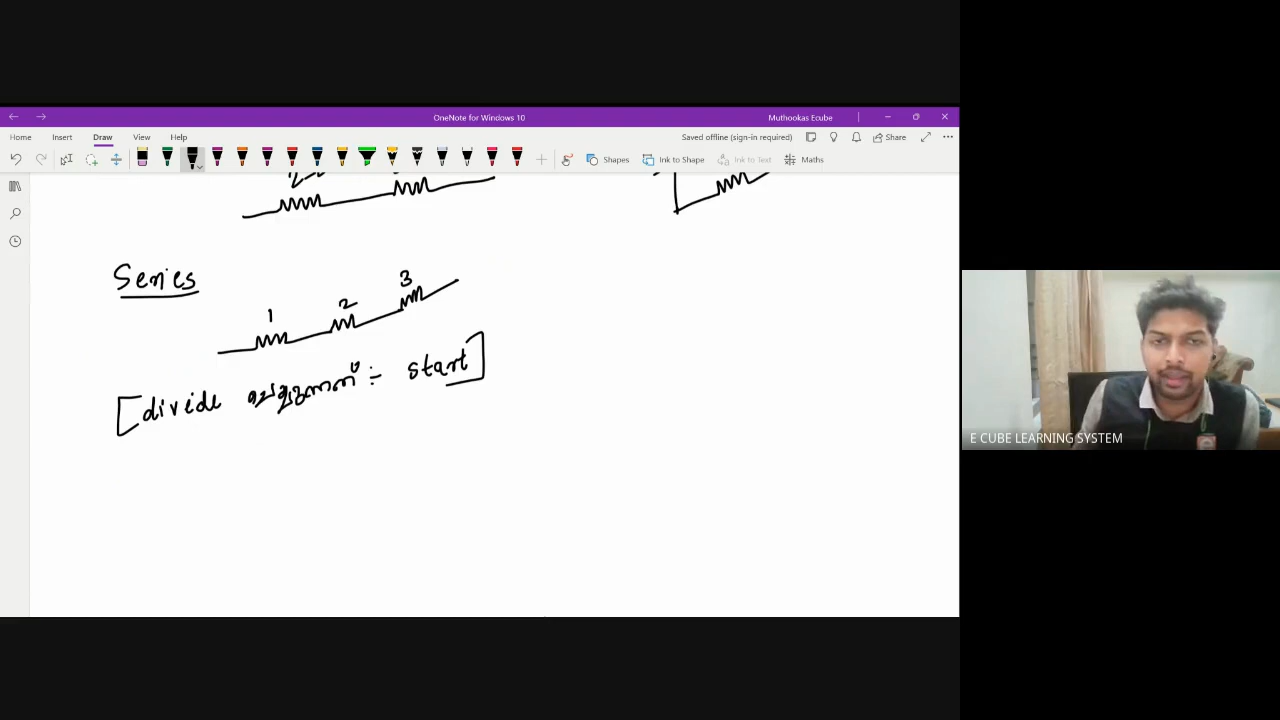 OneNote for Windows 10
Muthookas Ecube
Home Insert Draw View Help
Saved offline (sign-in required) Share
Shapes Ink to Shape Ink to Text Maths
Series
1 2 3
[divide ÷ start]
E CUBE LEARNING SYSTEM